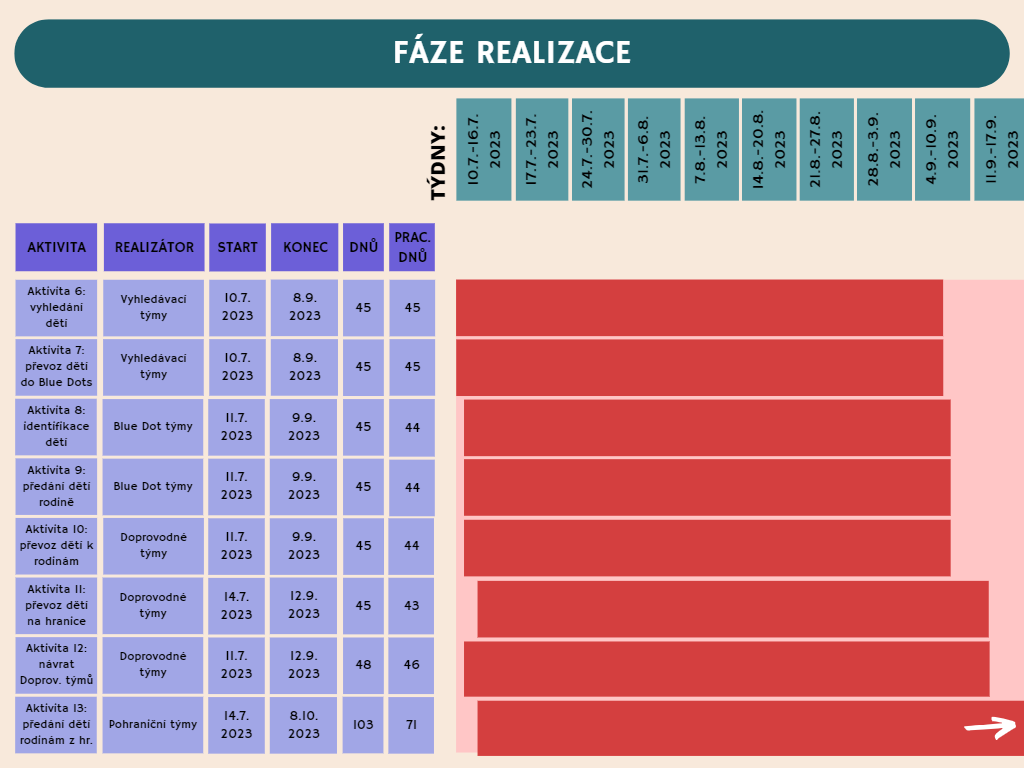 FÁZE REALIZACE
TÝDNY:
10.7.-16.7.
2023
17.7.-23.7.
2023
24.7.-30.7.
2023
31.7.-6.8.
2023
7.8.-13.8.
2023
14.8.-20.8.
2023
21.8.-27.8.
2023
28.8.-3.9.
2023
4.9.-10.9.
2023
11.9.-17.9.
2023
AKTIVITA
REALIZÁTOR
START
KONEC
DNŮ
PRAC.
DNŮ
Aktivita 6:
vyhledání
dětí
Vyhledávací
týmy
10.7.
2023
8.9.
2023
45
45
Aktivita 7:
převoz dětí
do Blue Dots
Vyhledávací
týmy
10.7.
2023
8.9.
2023
45
45
Aktivita 8:
identifikace
dětí
Blue Dot týmy
11.7.
2023
9.9.
2023
45
44
Aktivita 9:
předání dětí
rodině
Blue Dot týmy
11.7.
2023
9.9.
2023
45
44
Aktivita 10:
převoz dětí k
rodinám
Doprovodné
týmy
11.7.
2023
9.9.
2023
45
44
Aktivita 11:
převoz dětí
na hranice
Doprovodné
týmy
14.7.
2023
12.9.
2023
45
43
Aktivita 12:
návrat
Doprov. týmů
Doprovodné
týmy
11.7.
2023
12.9.
2023
48
46
Aktivita 13:
předání dětí
rodinám z hr.
Pohraniční týmy
14.7.
2023
8.10.
2023
103
71